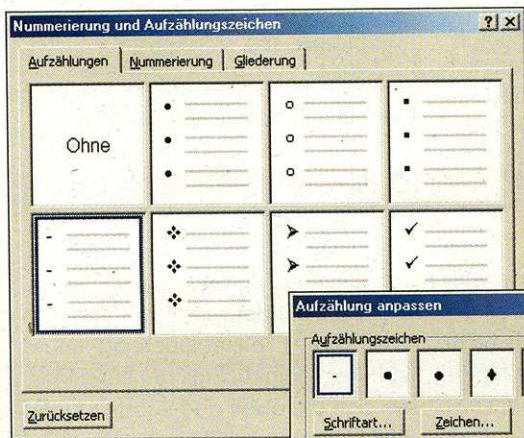 Nummerierung und Aufzählungszeichen
Aufzählungen Nummerierung Gliederung
Ohne
Aufzählung anpassen
Aufzählungszeichen
Zurücksetzen
Schriftart... Zeichen...